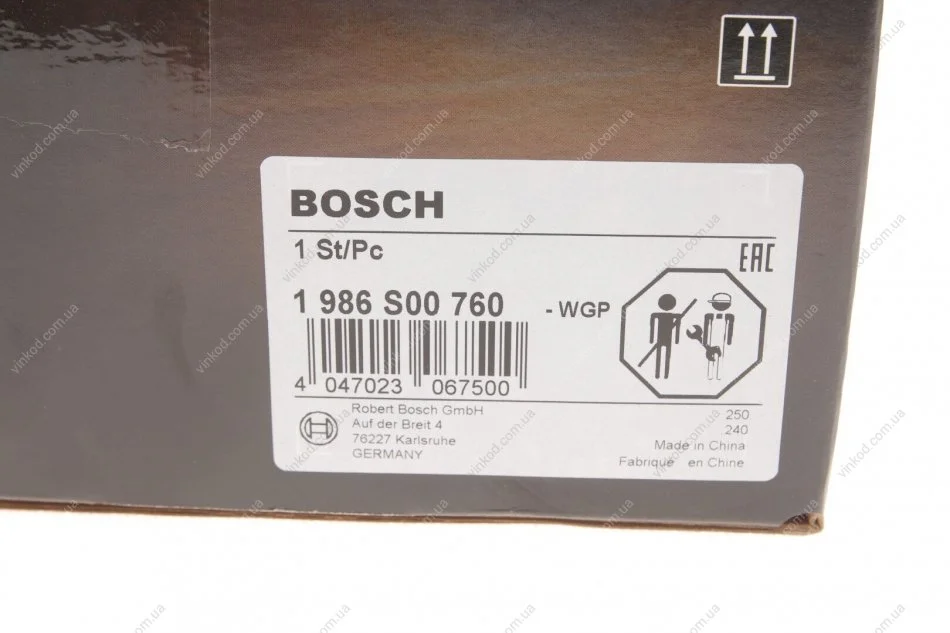 BOSCH
1 St/Pc
EAC
1 986 S00 760 - WGP
4 047023 067500
Robert Bosch GmbH
Auf der Breit 4
76227 Karlsruhe
GERMANY
250
240
Made in China
Fabriqué en Chine
vinkod.com.ua